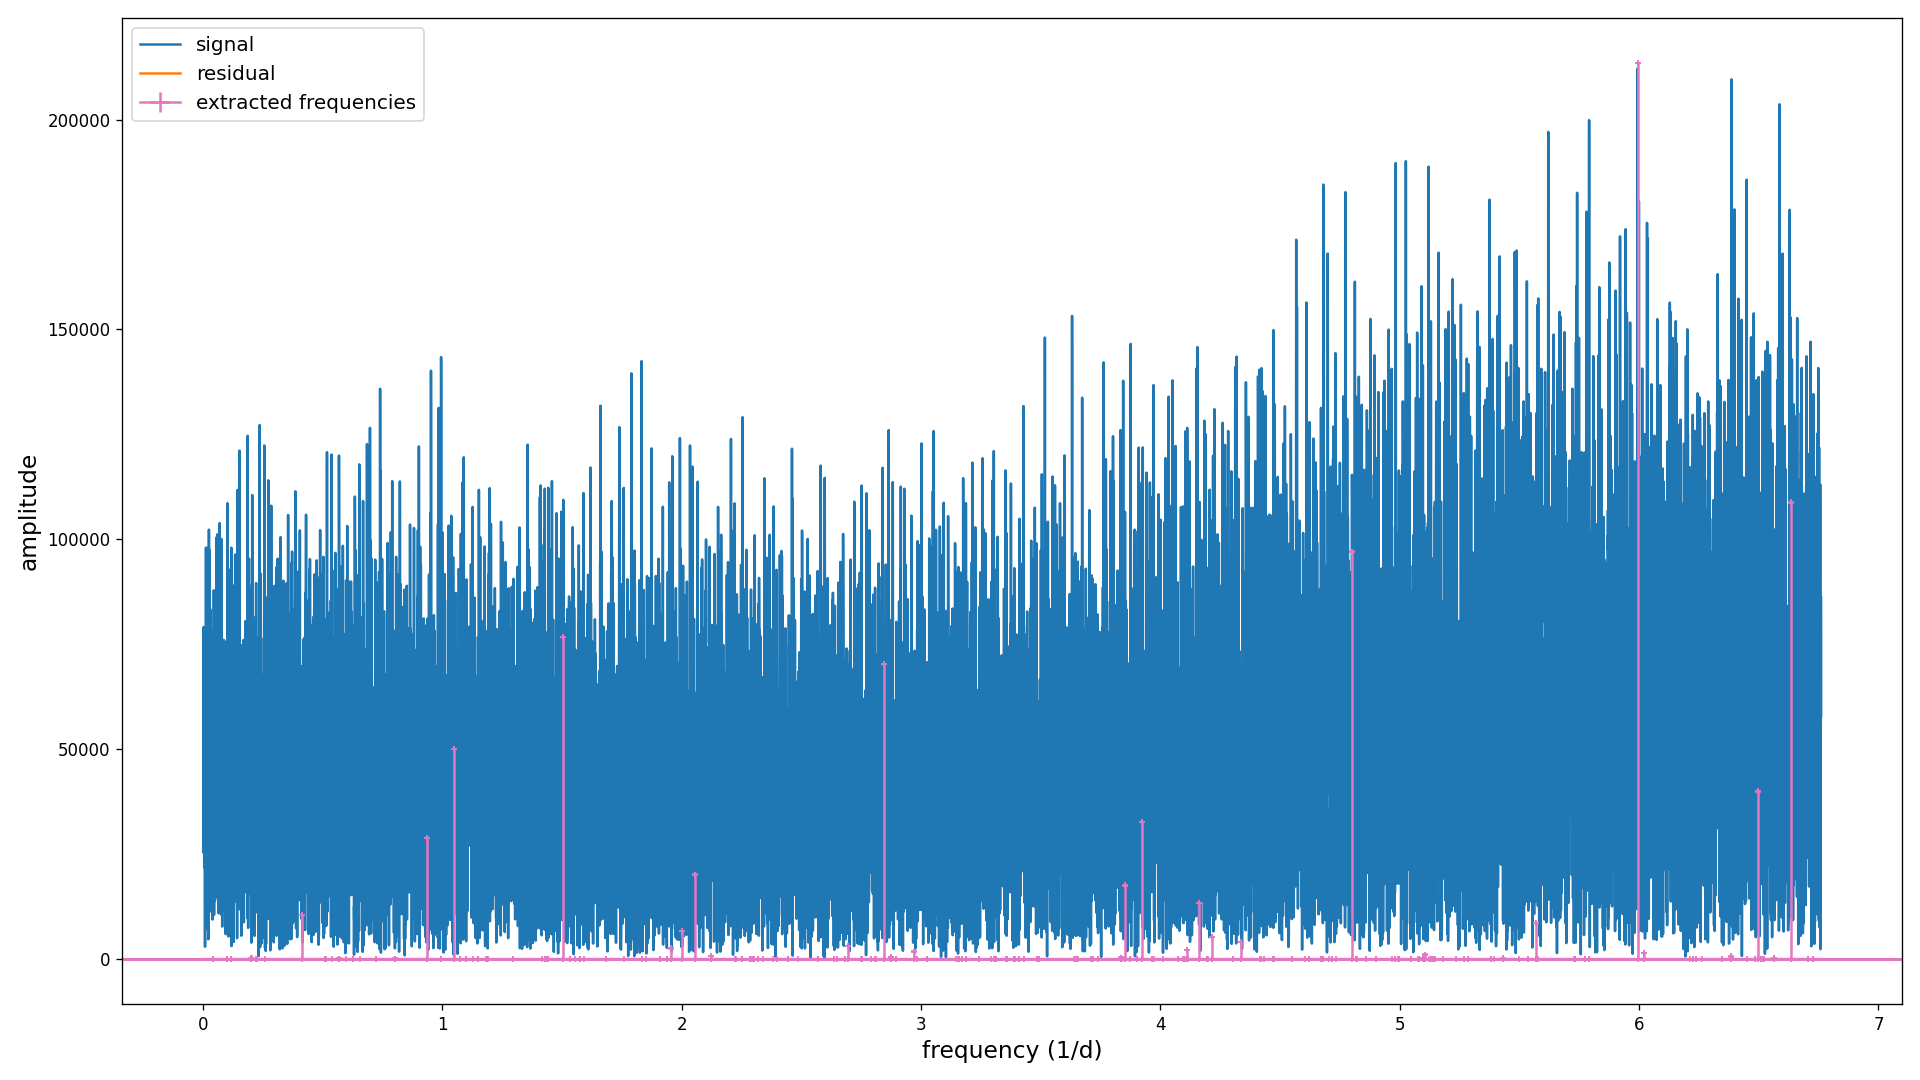 signal
residual
extracted frequencies
amplitude
200000
150000
100000
50000
0
0 1 2 3 4 5 6 7
frequency (1/d)